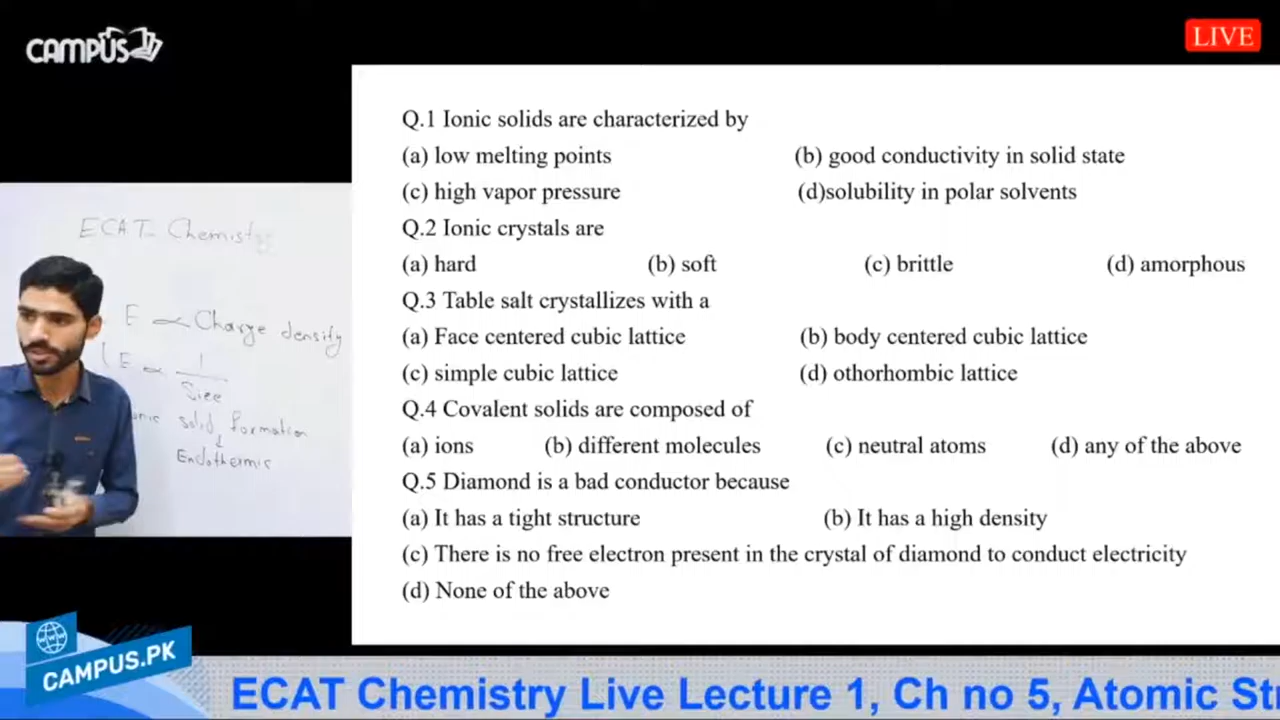 CAMPUS
LIVE
Q.1 Ionic solids are characterized by
(a) low melting points (b) good conductivity in solid state
(c) high vapor pressure (d)solubility in polar solvents
Q.2 Ionic crystals are
(a) hard (b) soft (c) brittle (d) amorphous
Q.3 Table salt crystallizes with a
(a) Face centered cubic lattice (b) body centered cubic lattice
(c) simple cubic lattice (d) othorhombic lattice
Q.4 Covalent solids are composed of
(a) ions (b) different molecules (c) neutral atoms (d) any of the above
Q.5 Diamond is a bad conductor because
(a) It has a tight structure (b) It has a high density
(c) There is no free electron present in the crystal of diamond to conduct electricity
(d) None of the above
ECAT Chemistry
E ∝ Charge density
E ∝ 1
Size
solid formation
↓
Endothermic
WWW
CAMPUS.PK
ECAT Chemistry Live Lecture 1, Ch no 5, Atomic St